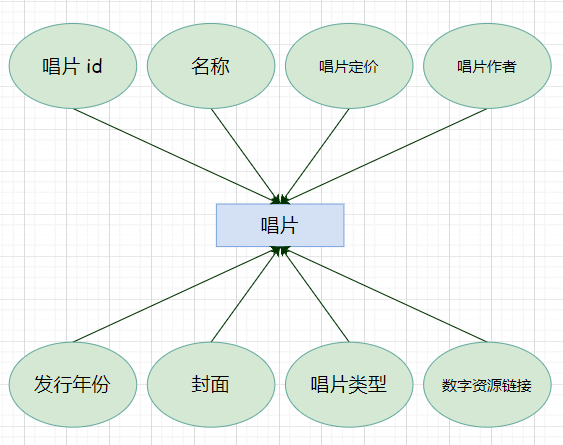 唱片 id
名称
唱片定价
唱片作者
唱片
发行年份
封面
唱片类型
数字资源链接